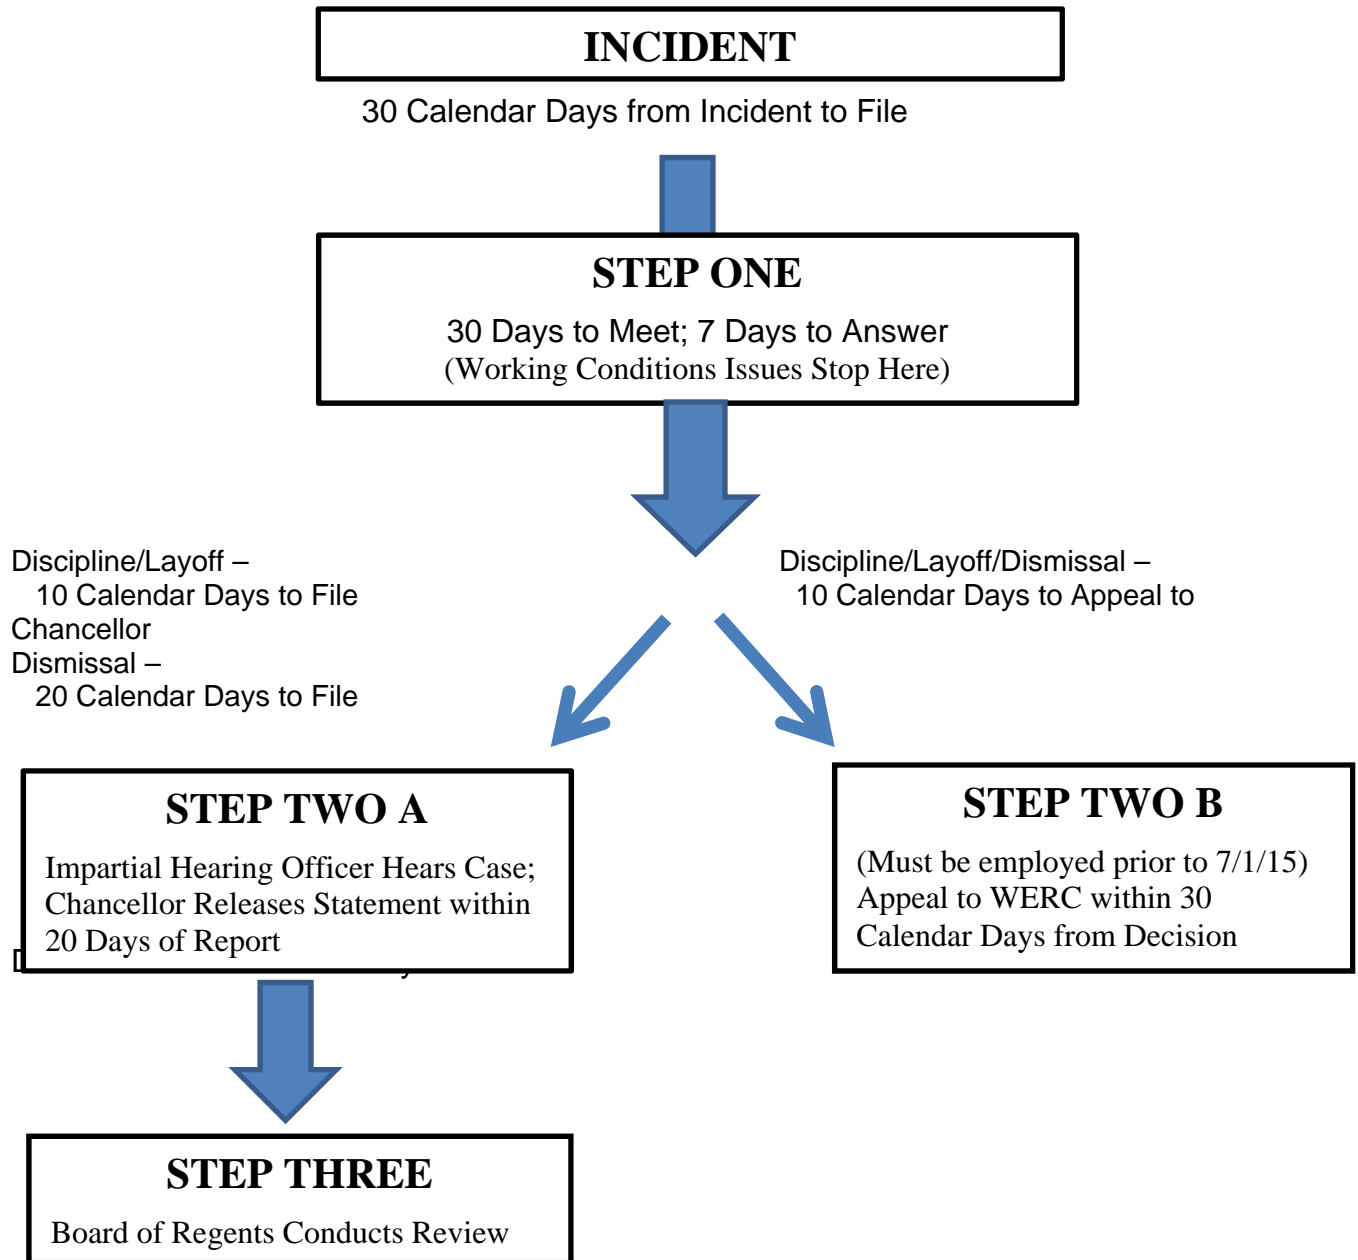 INCIDENT
30 Calendar Days from Incident to File
STEP ONE
30 Days to Meet; 7 Days to Answer
(Working Conditions Issues Stop Here)
Discipline/Layoff –
10 Calendar Days to File
Chancellor
Dismissal –
20 Calendar Days to File
Discipline/Layoff/Dismissal –
10 Calendar Days to Appeal to
STEP TWO A
Impartial Hearing Officer Hears Case;
Chancellor Releases Statement within
20 Days of Report
STEP TWO B
(Must be employed prior to 7/1/15)
Appeal to WERC within 30
Calendar Days from Decision
STEP THREE
Board of Regents Conducts Review